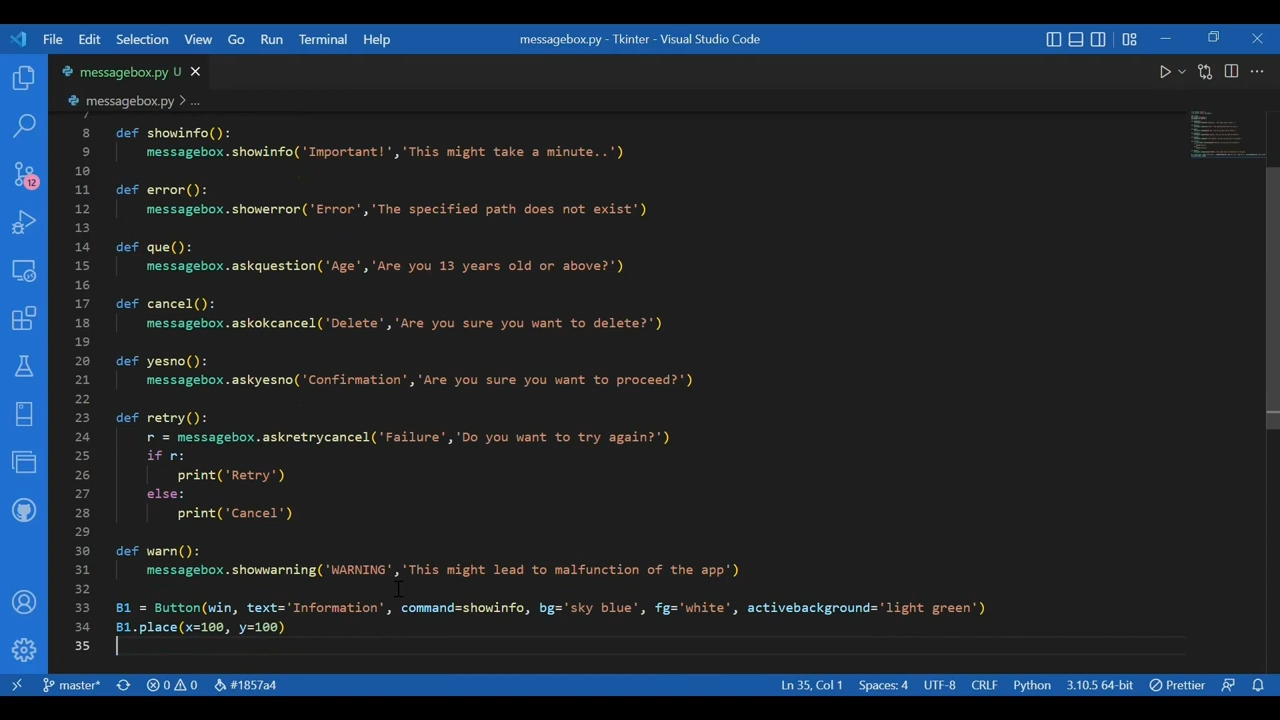 File Edit Selection View Go Run Terminal Help messagebox.py - Tkinter - Visual Studio Code
messagebox.py U
messagebox.py > ...
7
8 def showinfo():
9     messagebox.showinfo('Important!','This might take a minute..')
10
11 def error():
12     messagebox.showerror('Error','The specified path does not exist')
13
14 def que():
15     messagebox.askquestion('Age','Are you 13 years old or above?')
16
17 def cancel():
18     messagebox.askokcancel('Delete','Are you sure you want to delete?')
19
20 def yesno():
21     messagebox.askyesno('Confirmation','Are you sure you want to proceed?')
22
23 def retry():
24     r = messagebox.askretrycancel('Failure','Do you want to try again?')
25     if r:
26         print('Retry')
27     else:
28         print('Cancel')
29
30 def warn():
31     messagebox.showwarning('WARNING','This might lead to malfunction of the app')
32
33 B1 = Button(win, text='Information', command=showinfo, bg='sky blue', fg='white', activebackground='light green')
34 B1.place(x=100, y=100)
35
12
master* 0 0 #1857a4 Ln 35, Col 1 Spaces: 4 UTF-8 CRLF Python 3.10.5 64-bit Prettier